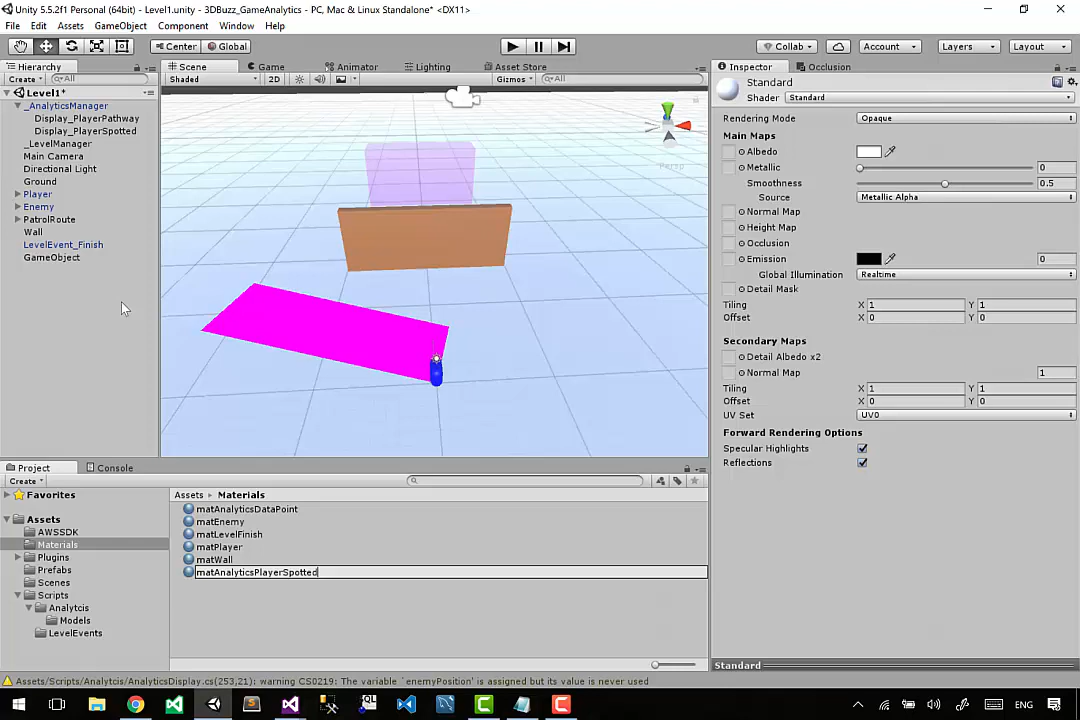 Unity 5.5.2f1 Personal (64bit) - Level1.unity - 3DBuzz_GameAnalytics - PC, Mac & Linux Standalone* <DX11>
File Edit Assets GameObject Component Window Help
Center Global Collab Account Layers Layout
Hierarchy
Create All
Level1*
_AnalyticsManager
Display_PlayerPathway
Display_PlayerSpotted
_LevelManager
Main Camera
Directional Light
Ground
Player
Enemy
PatrolRoute
Wall
LevelEvent_Finish
GameObject
Scene Game Animator Lighting Asset Store
Shaded 2D Gizmos All
Persp
Inspector Occlusion
Standard
Shader Standard
Rendering Mode Opaque
Main Maps
Albedo
Metallic 0
Smoothness 0.5
Source Metallic Alpha
Normal Map
Height Map
Occlusion
Emission 0
Global Illumination Realtime
Detail Mask
Tiling X 1 Y 1
Offset X 0 Y 0
Secondary Maps
Detail Albedo x2
Normal Map 1
Tiling X 1 Y 1
Offset X 0 Y 0
UV Set UV0
Forward Rendering Options
Specular Highlights
Reflections
Standard
Project Console
Create
Favorites
Assets
AWSSDK
Materials
Plugins
Prefabs
Scenes
Scripts
Analytcis
Models
LevelEvents
Assets Materials
matAnalyticsDataPoint
matEnemy
matLevelFinish
matPlayer
matWall
matAnalyticsPlayerSpotted
Assets/Scripts/Analytcis/AnalyticsDisplay.cs(253,21): warning CS0219: The variable `enemyPosition' is assigned but its value is never used
ENG